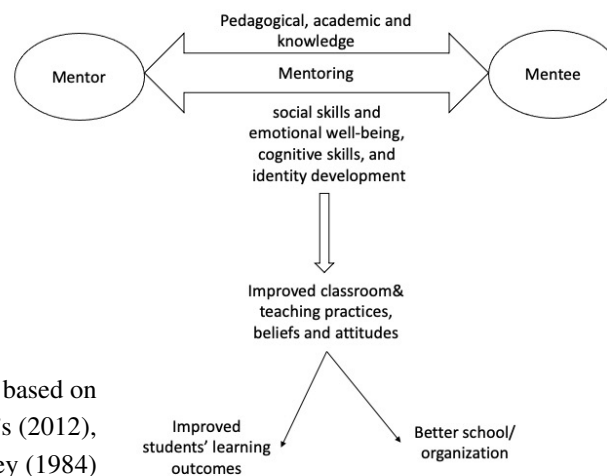 Pedagogical, academic and
knowledge
Mentor
Mentoring
Mentee
social skills and
emotional well-being,
cognitive skills, and
identity development
Improved classroom&
teaching practices,
beliefs and attitudes
Improved
students’ learning
outcomes
Better school/
organization
based on
’s (2012),
ey (1984)